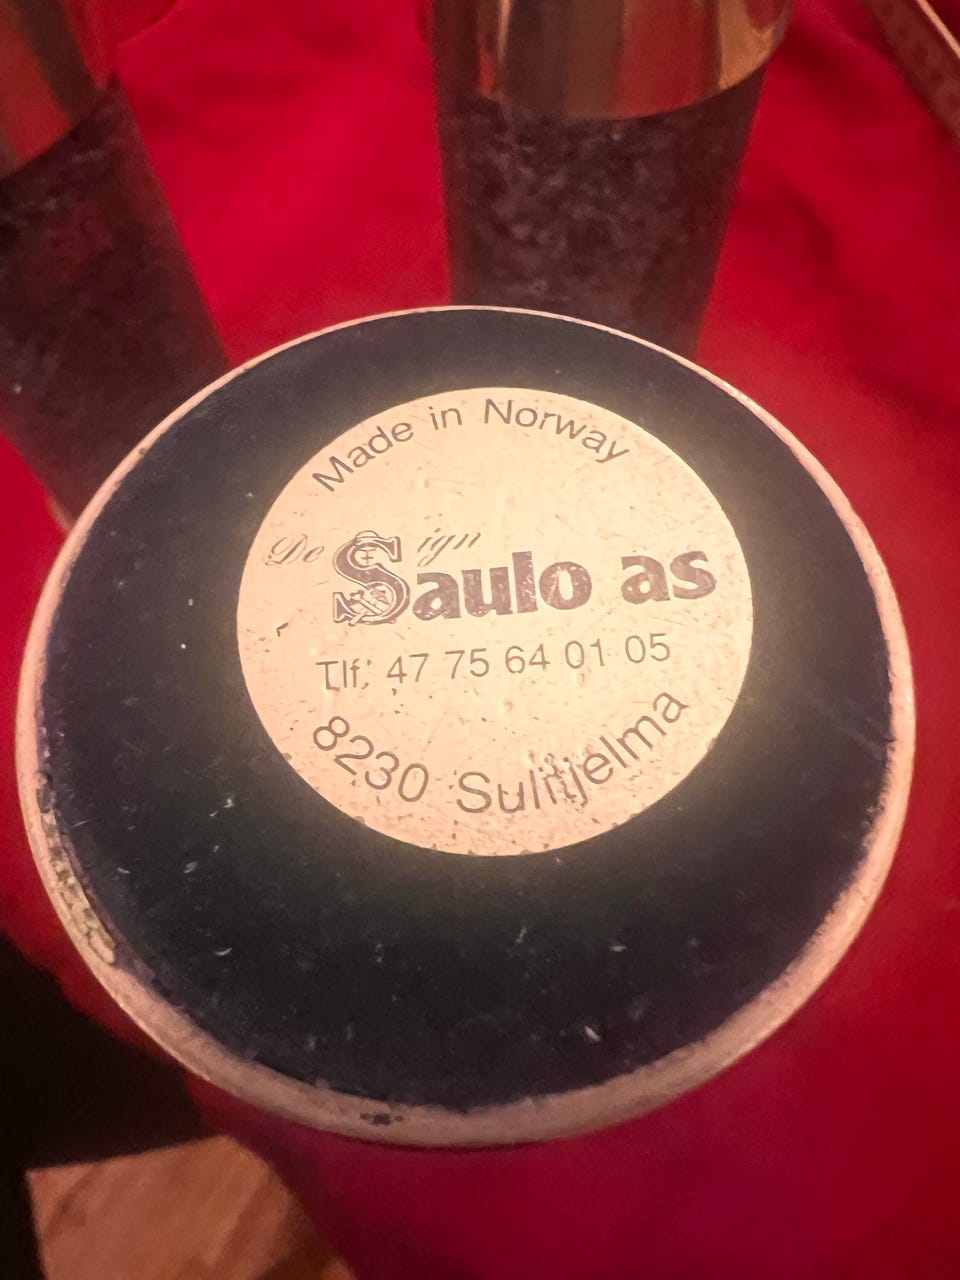 Made in Norway
Design
Saulo as
Tlf: 47 75 64 01 05
8230 Sulitjelma